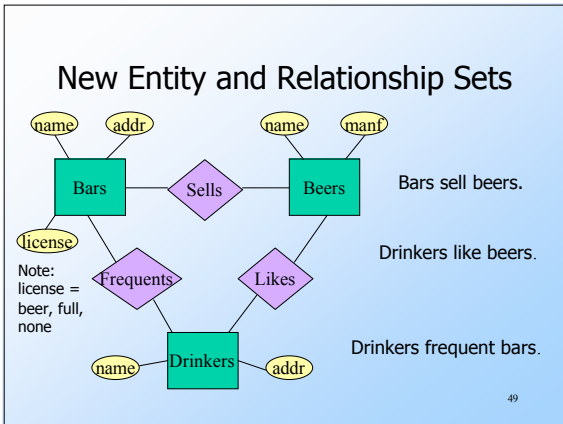 New Entity and Relationship Sets
name
addr
name
manf
Bars
Sells
Beers
Bars sell beers.
license
Note:
license =
beer, full,
none
Frequents
Likes
Drinkers like beers.
name
Drinkers
addr
Drinkers frequent bars.
49